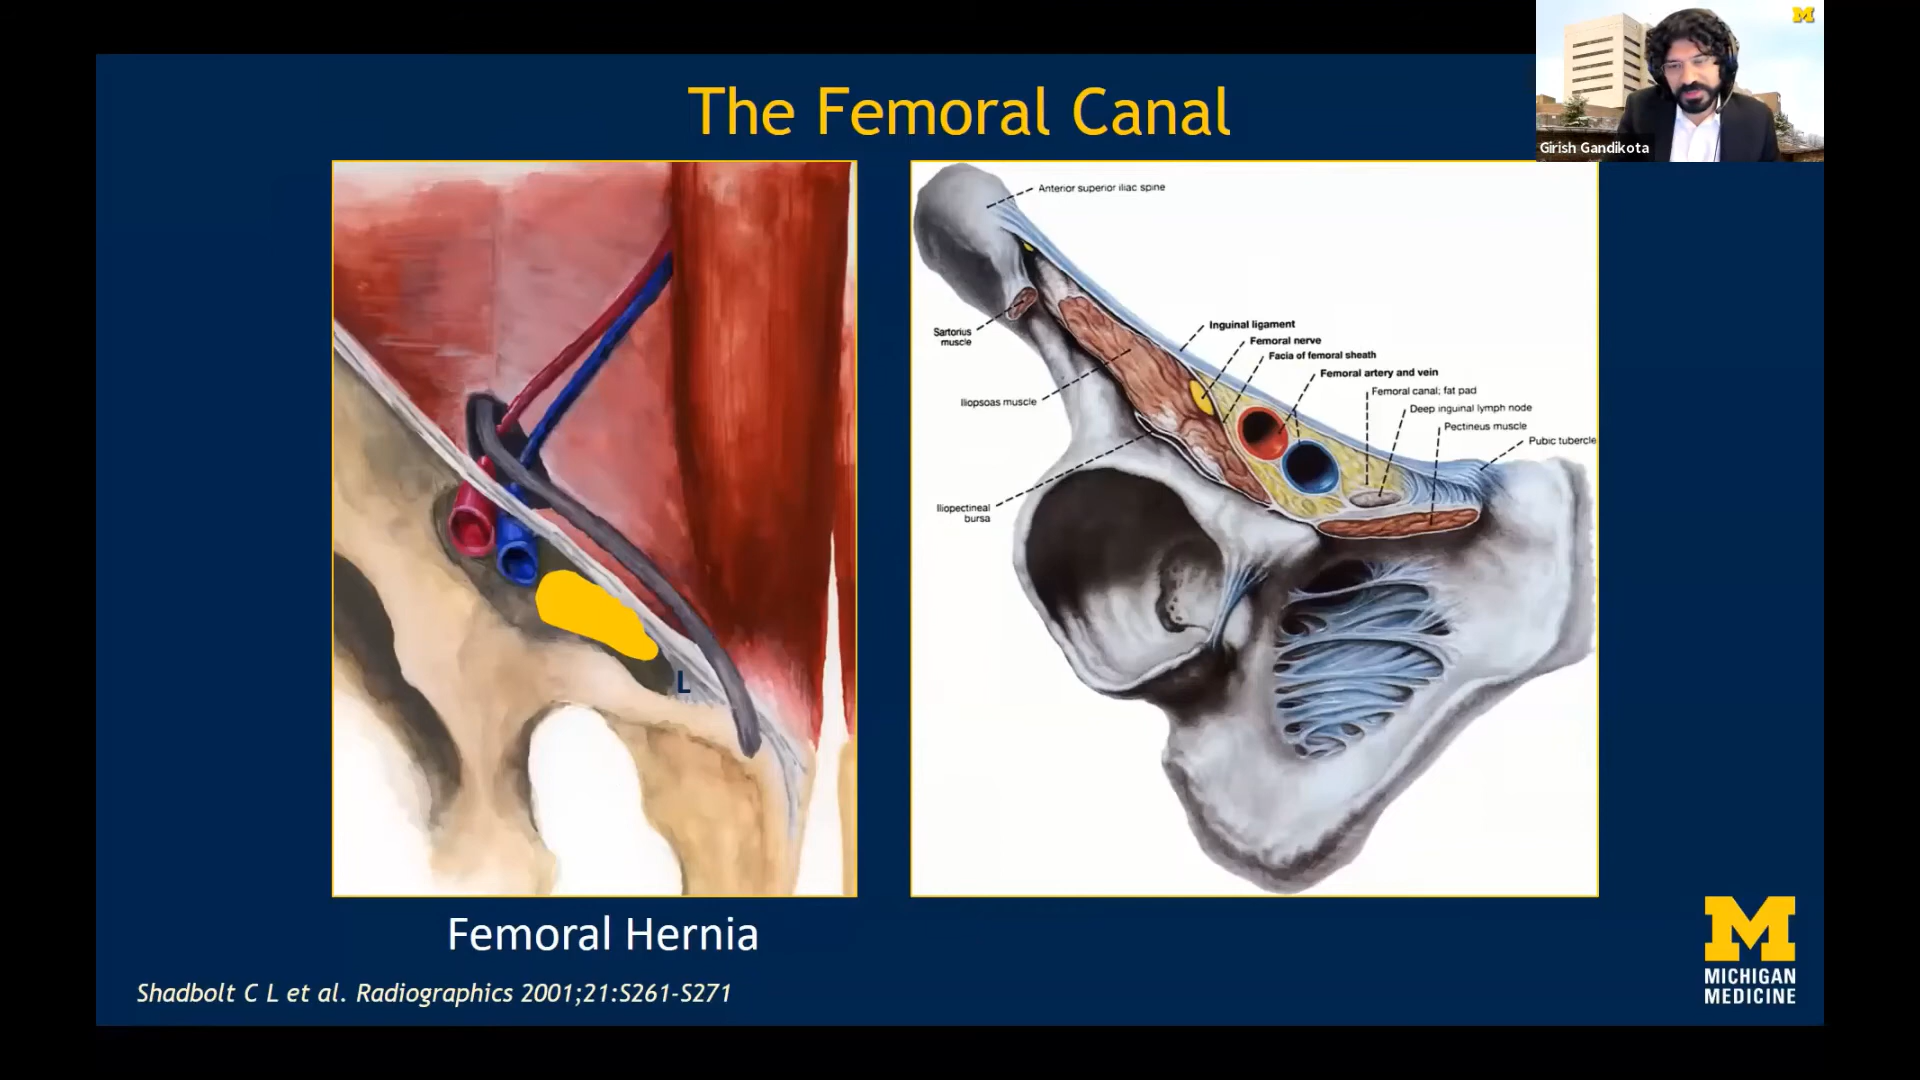 The Femoral Canal
M
Girish Gandikota
Anterior superior iliac spine
Sartorius
muscle
Iliopsoas muscle
Iliopectineal
bursa
Inguinal ligament
Femoral nerve
Facia of femoral sheath
Femoral artery and vein
Femoral canal; fat pad
Deep inguinal lymph node
Pectineus muscle
Pubic tubercle
L
Femoral Hernia
Shadbolt C L et al. Radiographics 2001;21:S261-S271
M
MICHIGAN
MEDICINE